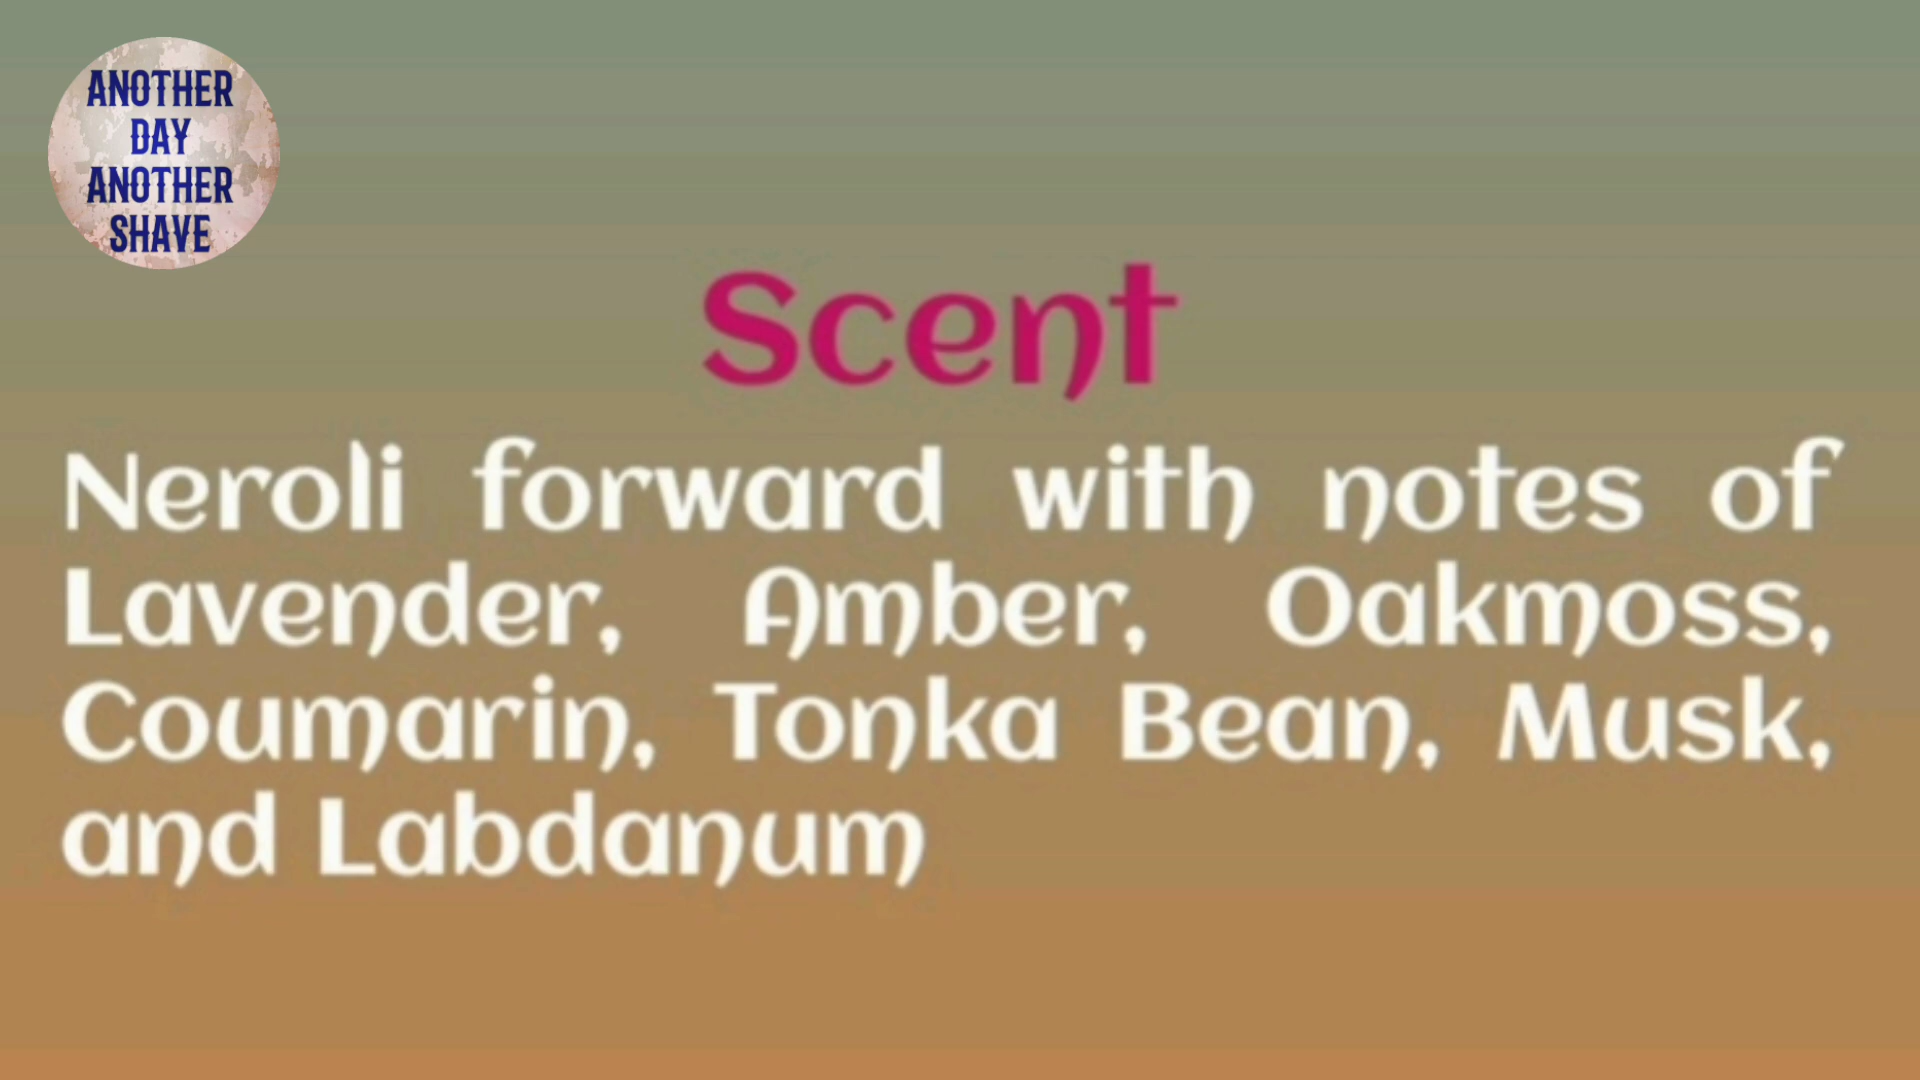 ANOTHER
DAY
ANOTHER
SHAVE
Scent
Neroli forward with notes of
Lavender, Amber, Oakmoss,
Coumarin, Tonka Bean, Musk,
and Labdanum